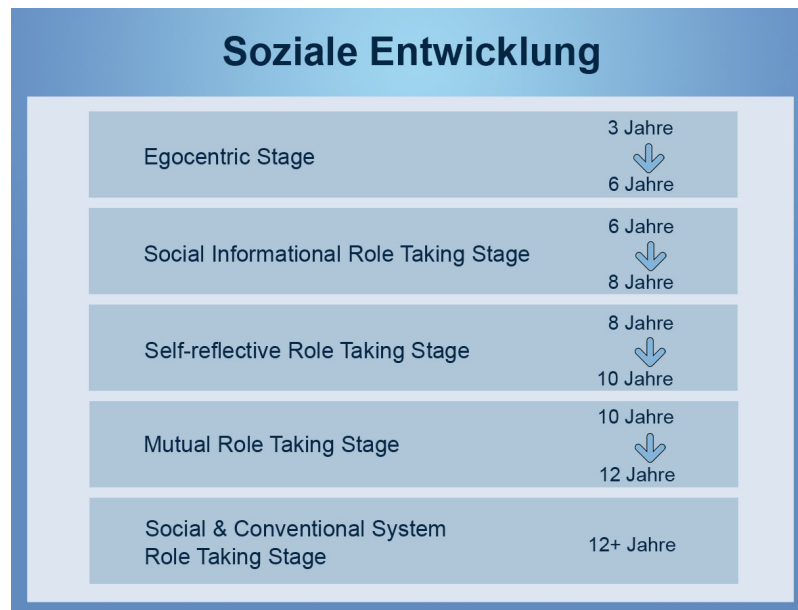 Soziale Entwicklung
Egocentric Stage
3 Jahre
6 Jahre
Social Informational Role Taking Stage
6 Jahre
8 Jahre
Self-reflective Role Taking Stage
8 Jahre
10 Jahre
Mutual Role Taking Stage
10 Jahre
12 Jahre
Social & Conventional System
Role Taking Stage
12+ Jahre